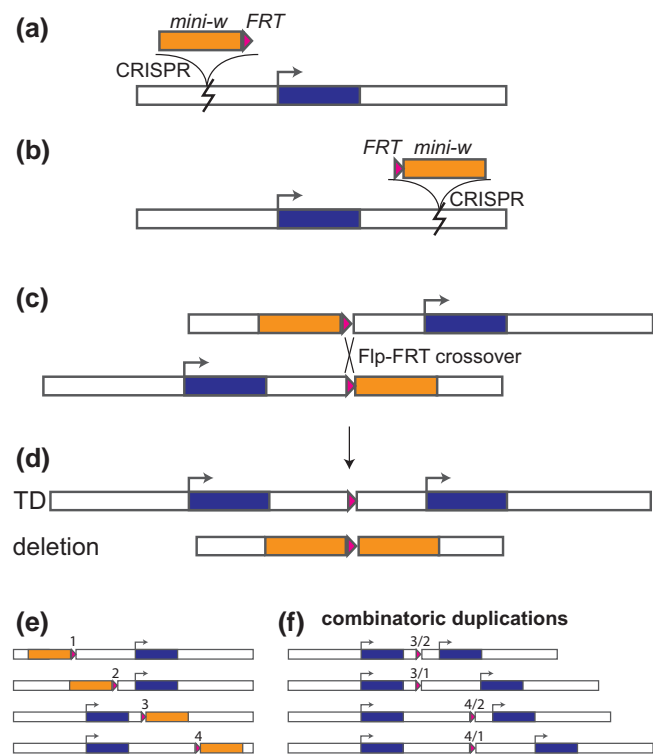 (a)
mini-w FRT
CRISPR
(b)
FRT mini-w
CRISPR
(c)
Flp-FRT crossover
(d)
TD
deletion
(e)
1
2
3
4
(f) combinatoric duplications
3/2
3/1
4/2
4/1